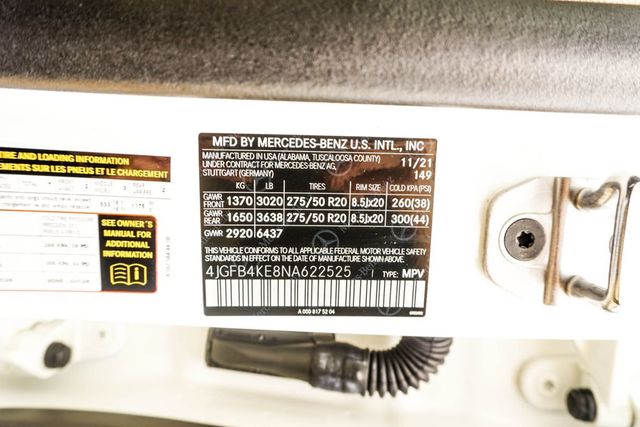 TIRE AND LOADING INFORMATION
EMENTS SUR LES PNEUS ET LE CHARGEMENT
SEE OWNER'S
MANUAL FOR
ADDITIONAL
INFORMATION
MFD BY MERCEDES-BENZ U.S. INTL., INC
MANUFACTURED IN USA (ALABAMA, TUSCALOOSA COUNTY) 11/21
UNDER CONTRACT FOR MERCEDES-BENZ AG, 149
STUTTGART (GERMANY)
KG LB TIRES RIM SIZE COLD KPA (PSI)
GAWR FRONT 1370 3020 275/50 R20 8.5Jx20 260(38)
GAWR REAR 1650 3638 275/50 R20 8.5Jx20 300(44)
GVWR 2920 6437
THIS VEHICLE CONFORMS TO ALL APPLICABLE FEDERAL MOTOR VEHICLE SAFETY
STANDARDS IN EFFECT ON THE DATE OF MANUFACTURE SHOWN ABOVE.
4JGFB4KE8NA622525 TYPE: MPV
A 000 817 52 04